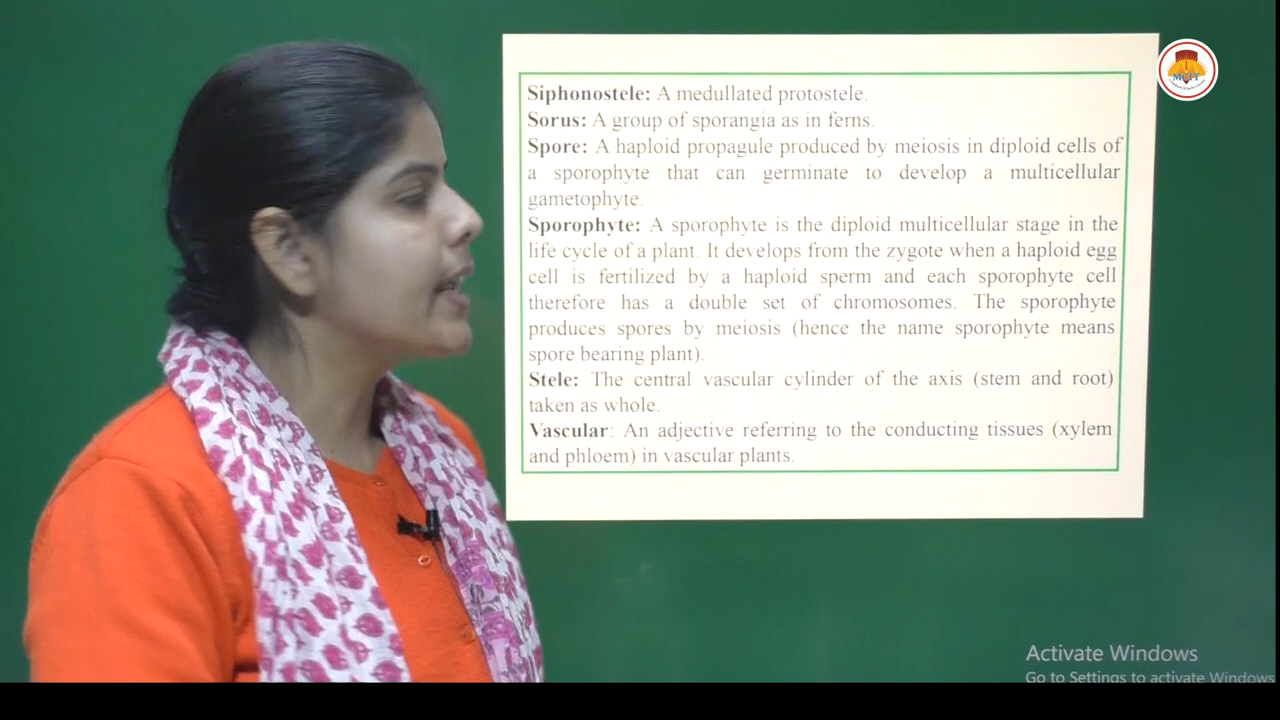 Siphonostele: A medullated protostele.
Sorus: A group of sporangia as in ferns.
Spore: A haploid propagule produced by meiosis in diploid cells of
a sporophyte that can germinate to develop a multicellular
gametophyte.
Sporophyte: A sporophyte is the diploid multicellular stage in the
life cycle of a plant. It develops from the zygote when a haploid egg
cell is fertilized by a haploid sperm and each sporophyte cell
therefore has a double set of chromosomes. The sporophyte
produces spores by meiosis (hence the name sporophyte means
spore bearing plant).
Stele: The central vascular cylinder of the axis (stem and root)
taken as whole.
Vascular: An adjective referring to the conducting tissues (xylem
and phloem) in vascular plants.
Activate Windows
Go to Settings to activate Windows